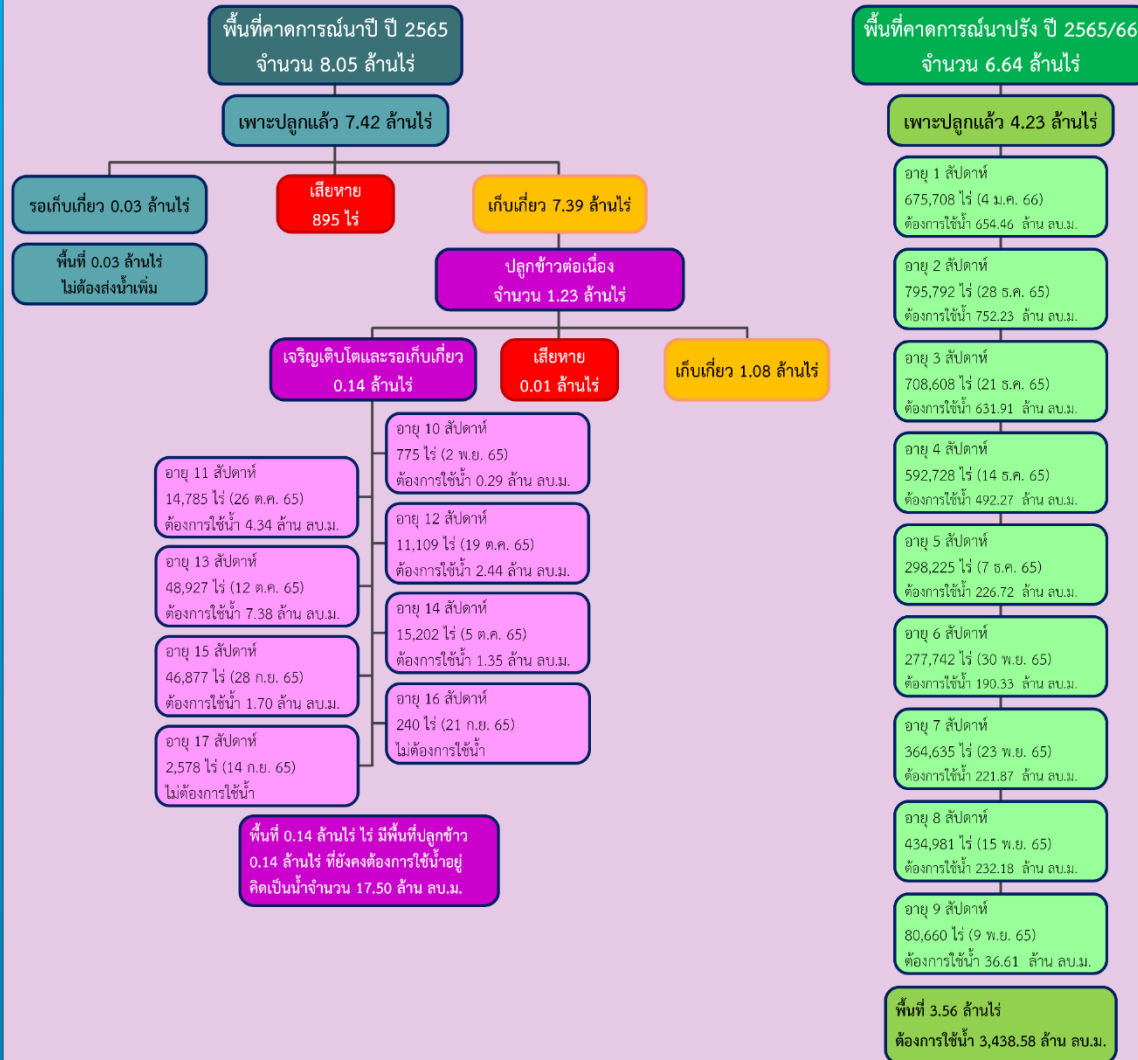 พื้นที่คาดการณ์นาปี ปี 2565
จำนวน 8.05 ล้านไร่
เพาะปลูกแล้ว 7.42 ล้านไร่
รอเก็บเกี่ยว 0.03 ล้านไร่
พื้นที่ 0.03 ล้านไร่
ไม่ต้องส่งน้ำเพิ่ม
เสียหาย
895 ไร่
เก็บเกี่ยว 7.39 ล้านไร่
ปลูกข้าวต่อเนื่อง
จำนวน 1.23 ล้านไร่
เจริญเติบโตและรอเก็บเกี่ยว
0.14 ล้านไร่
เสียหาย
0.01 ล้านไร่
เก็บเกี่ยว 1.08 ล้านไร่
อายุ 10 สัปดาห์
775 ไร่ (2 พ.ย. 65)
ต้องการใช้น้ำ 0.29 ล้าน ลบ.ม.
อายุ 11 สัปดาห์
14,785 ไร่ (26 ต.ค. 65)
ต้องการใช้น้ำ 4.34 ล้าน ลบ.ม.
อายุ 12 สัปดาห์
11,109 ไร่ (19 ต.ค. 65)
ต้องการใช้น้ำ 2.44 ล้าน ลบ.ม.
อายุ 13 สัปดาห์
48,927 ไร่ (12 ต.ค. 65)
ต้องการใช้น้ำ 7.38 ล้าน ลบ.ม.
อายุ 14 สัปดาห์
15,202 ไร่ (5 ต.ค. 65)
ต้องการใช้น้ำ 1.35 ล้าน ลบ.ม.
อายุ 15 สัปดาห์
46,877 ไร่ (28 ก.ย. 65)
ต้องการใช้น้ำ 1.70 ล้าน ลบ.ม.
อายุ 16 สัปดาห์
240 ไร่ (21 ก.ย. 65)
ไม่ต้องการใช้น้ำ
อายุ 17 สัปดาห์
2,578 ไร่ (14 ก.ย. 65)
ไม่ต้องการใช้น้ำ
พื้นที่ 0.14 ล้านไร่ ไร่ มีพื้นที่ปลูกข้าว
0.14 ล้านไร่ ที่ยังคงต้องการใช้น้ำอยู่
คิดเป็นน้ำจำนวน 17.50 ล้าน ลบ.ม.
พื้นที่คาดการณ์นาปรัง ปี 2565/66
จำนวน 6.64 ล้านไร่
เพาะปลูกแล้ว 4.23 ล้านไร่
อายุ 1 สัปดาห์
675,708 ไร่ (4 ม.ค. 66)
ต้องการใช้น้ำ 654.46 ล้าน ลบ.ม.
อายุ 2 สัปดาห์
795,792 ไร่ (28 ธ.ค. 65)
ต้องการใช้น้ำ 752.23 ล้าน ลบ.ม.
อายุ 3 สัปดาห์
708,608 ไร่ (21 ธ.ค. 65)
ต้องการใช้น้ำ 631.91 ล้าน ลบ.ม.
อายุ 4 สัปดาห์
592,728 ไร่ (14 ธ.ค. 65)
ต้องการใช้น้ำ 492.27 ล้าน ลบ.ม.
อายุ 5 สัปดาห์
298,225 ไร่ (7 ธ.ค. 65)
ต้องการใช้น้ำ 226.72 ล้าน ลบ.ม.
อายุ 6 สัปดาห์
277,742 ไร่ (30 พ.ย. 65)
ต้องการใช้น้ำ 190.33 ล้าน ลบ.ม.
อายุ 7 สัปดาห์
364,635 ไร่ (23 พ.ย. 65)
ต้องการใช้น้ำ 221.87 ล้าน ลบ.ม.
อายุ 8 สัปดาห์
434,981 ไร่ (15 พ.ย. 65)
ต้องการใช้น้ำ 232.18 ล้าน ลบ.ม.
อายุ 9 สัปดาห์
80,660 ไร่ (9 พ.ย. 65)
ต้องการใช้น้ำ 36.61 ล้าน ลบ.ม.
พื้นที่ 3.56 ล้านไร่
ต้องการใช้น้ำ 3,438.58 ล้าน ลบ.ม.